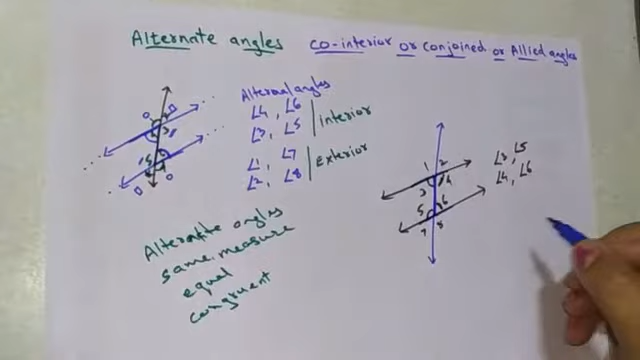 Alternate angles
co-interior or conjoined or Allied angles
Alternal angles
∠4, ∠6
∠3, ∠5
Interior
∠1, ∠7
∠2, ∠8
Exterior
Alternate angles
same measure
equal
congruent
1 2
3 4
5 6
7 8
∠3, ∠5
∠4, ∠6